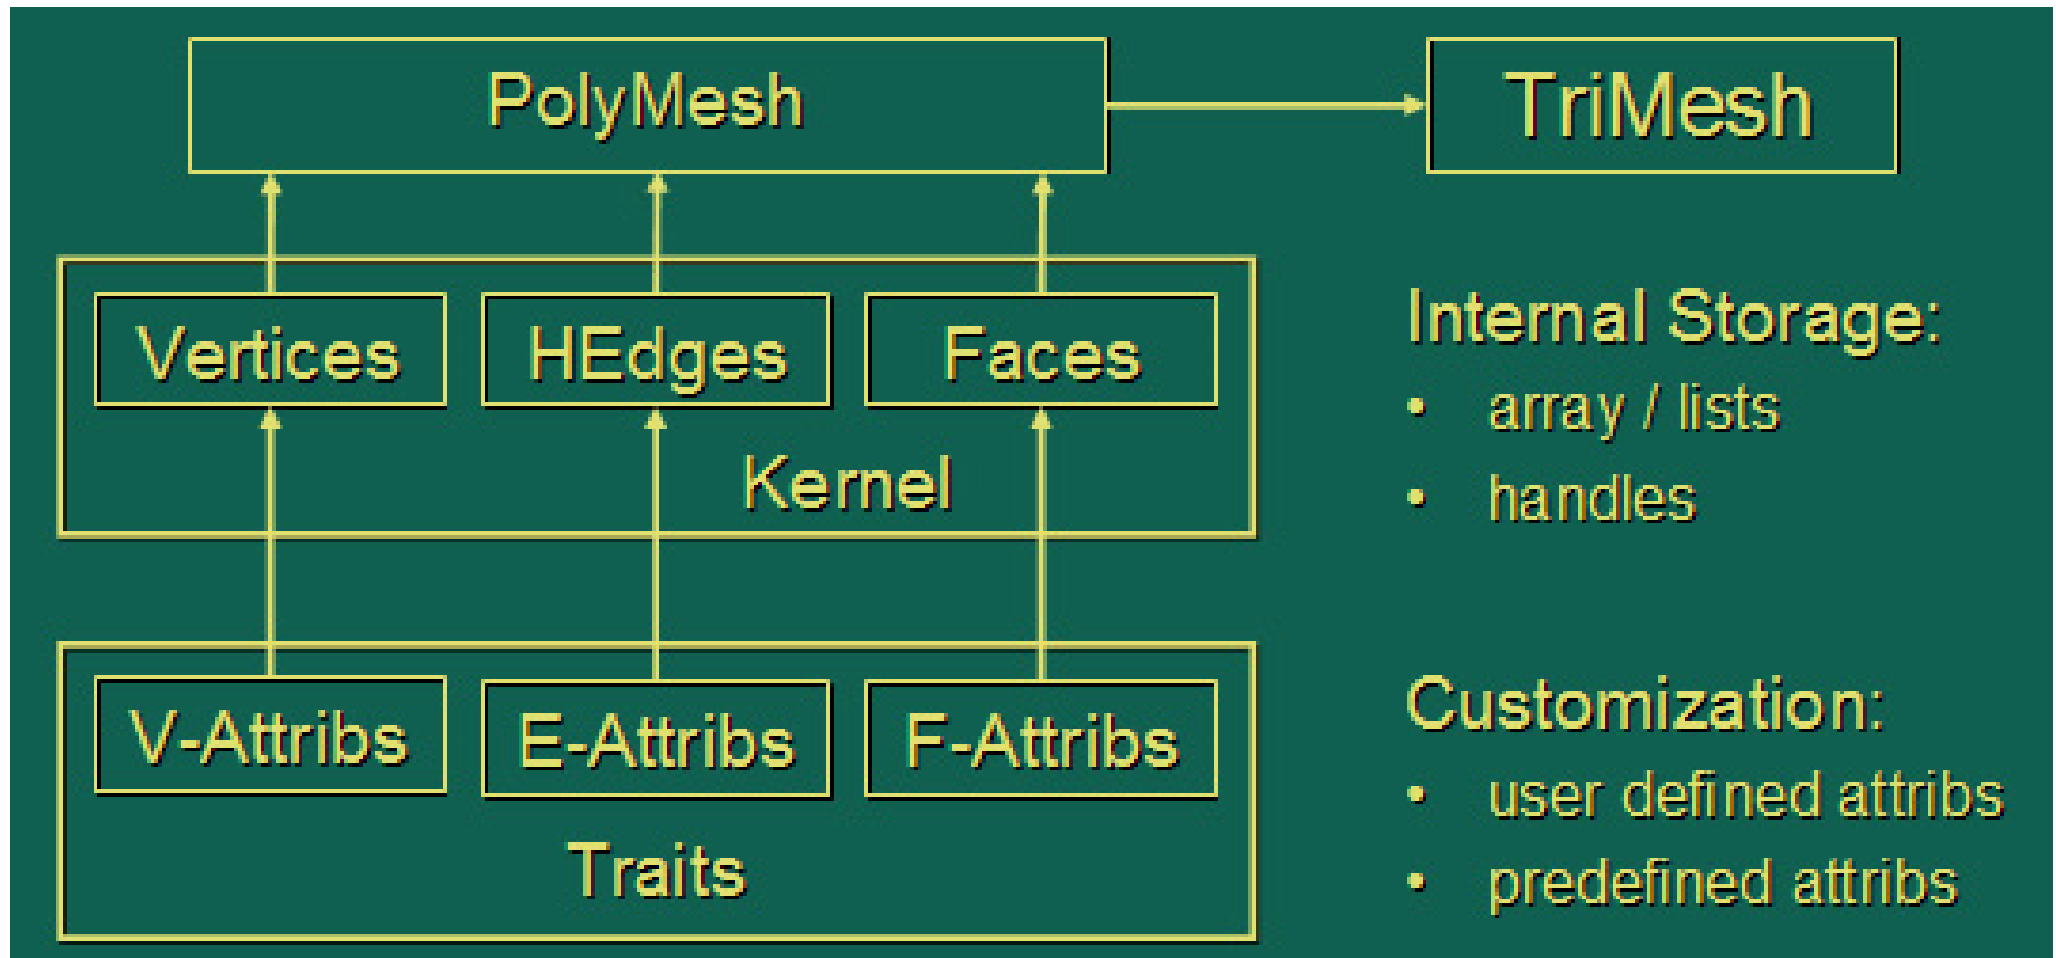 PolyMesh
TriMesh
Vertices
HEdges
Faces
Kernel
Internal Storage:
• array / lists
• handles
V-Attribs
E-Attribs
F-Attribs
Traits
Customization:
• user defined attribs
• predefined attribs